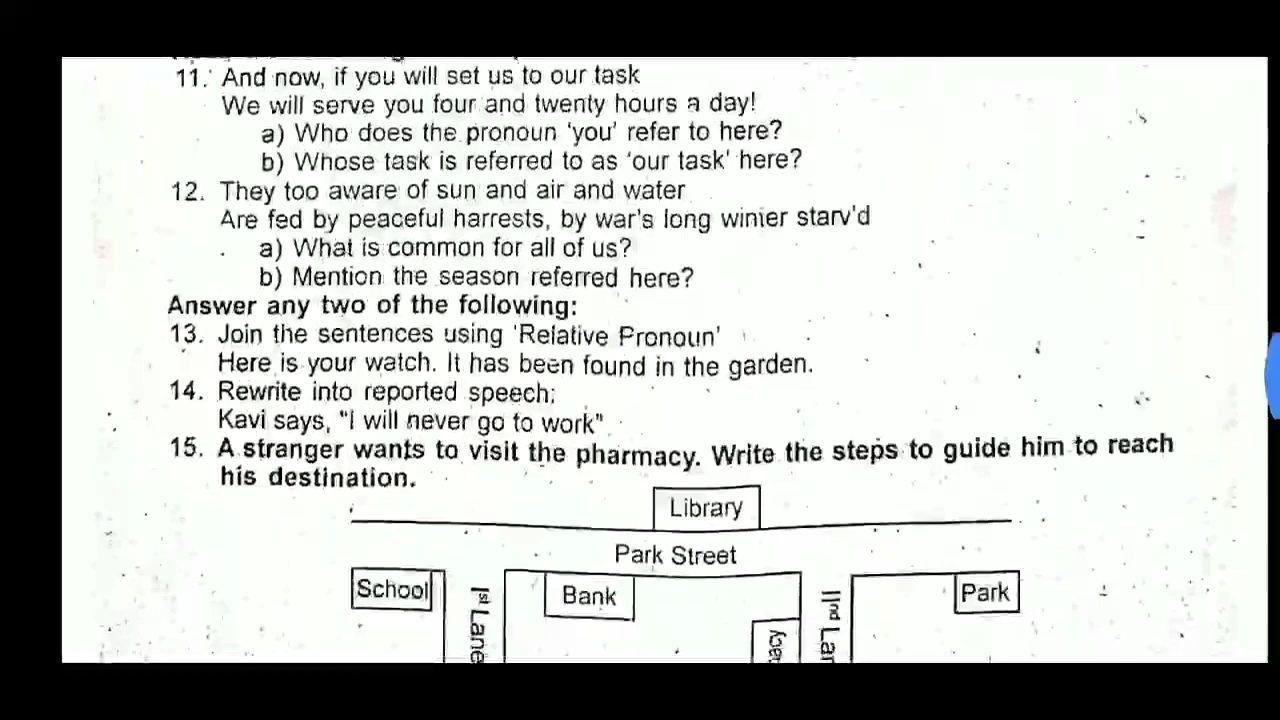 11. And now, if you will set us to our task
We will serve you four and twenty hours a day!
a) Who does the pronoun 'you' refer to here?
b) Whose task is referred to as 'our task' here?
12. They too aware of sun and air and water
Are fed by peaceful harrests, by war's long winter starv'd
a) What is common for all of us?
b) Mention the season referred here?
Answer any two of the following:
13. Join the sentences using 'Relative Pronoun'
Here is your watch. It has been found in the garden.
14. Rewrite into reported speech;
Kavi says, "I will never go to work"
15. A stranger wants to visit the pharmacy. Write the steps to guide him to reach
his destination.
Library
Park Street
School
Ist Lane
Bank
acy
IInd Lan
Park